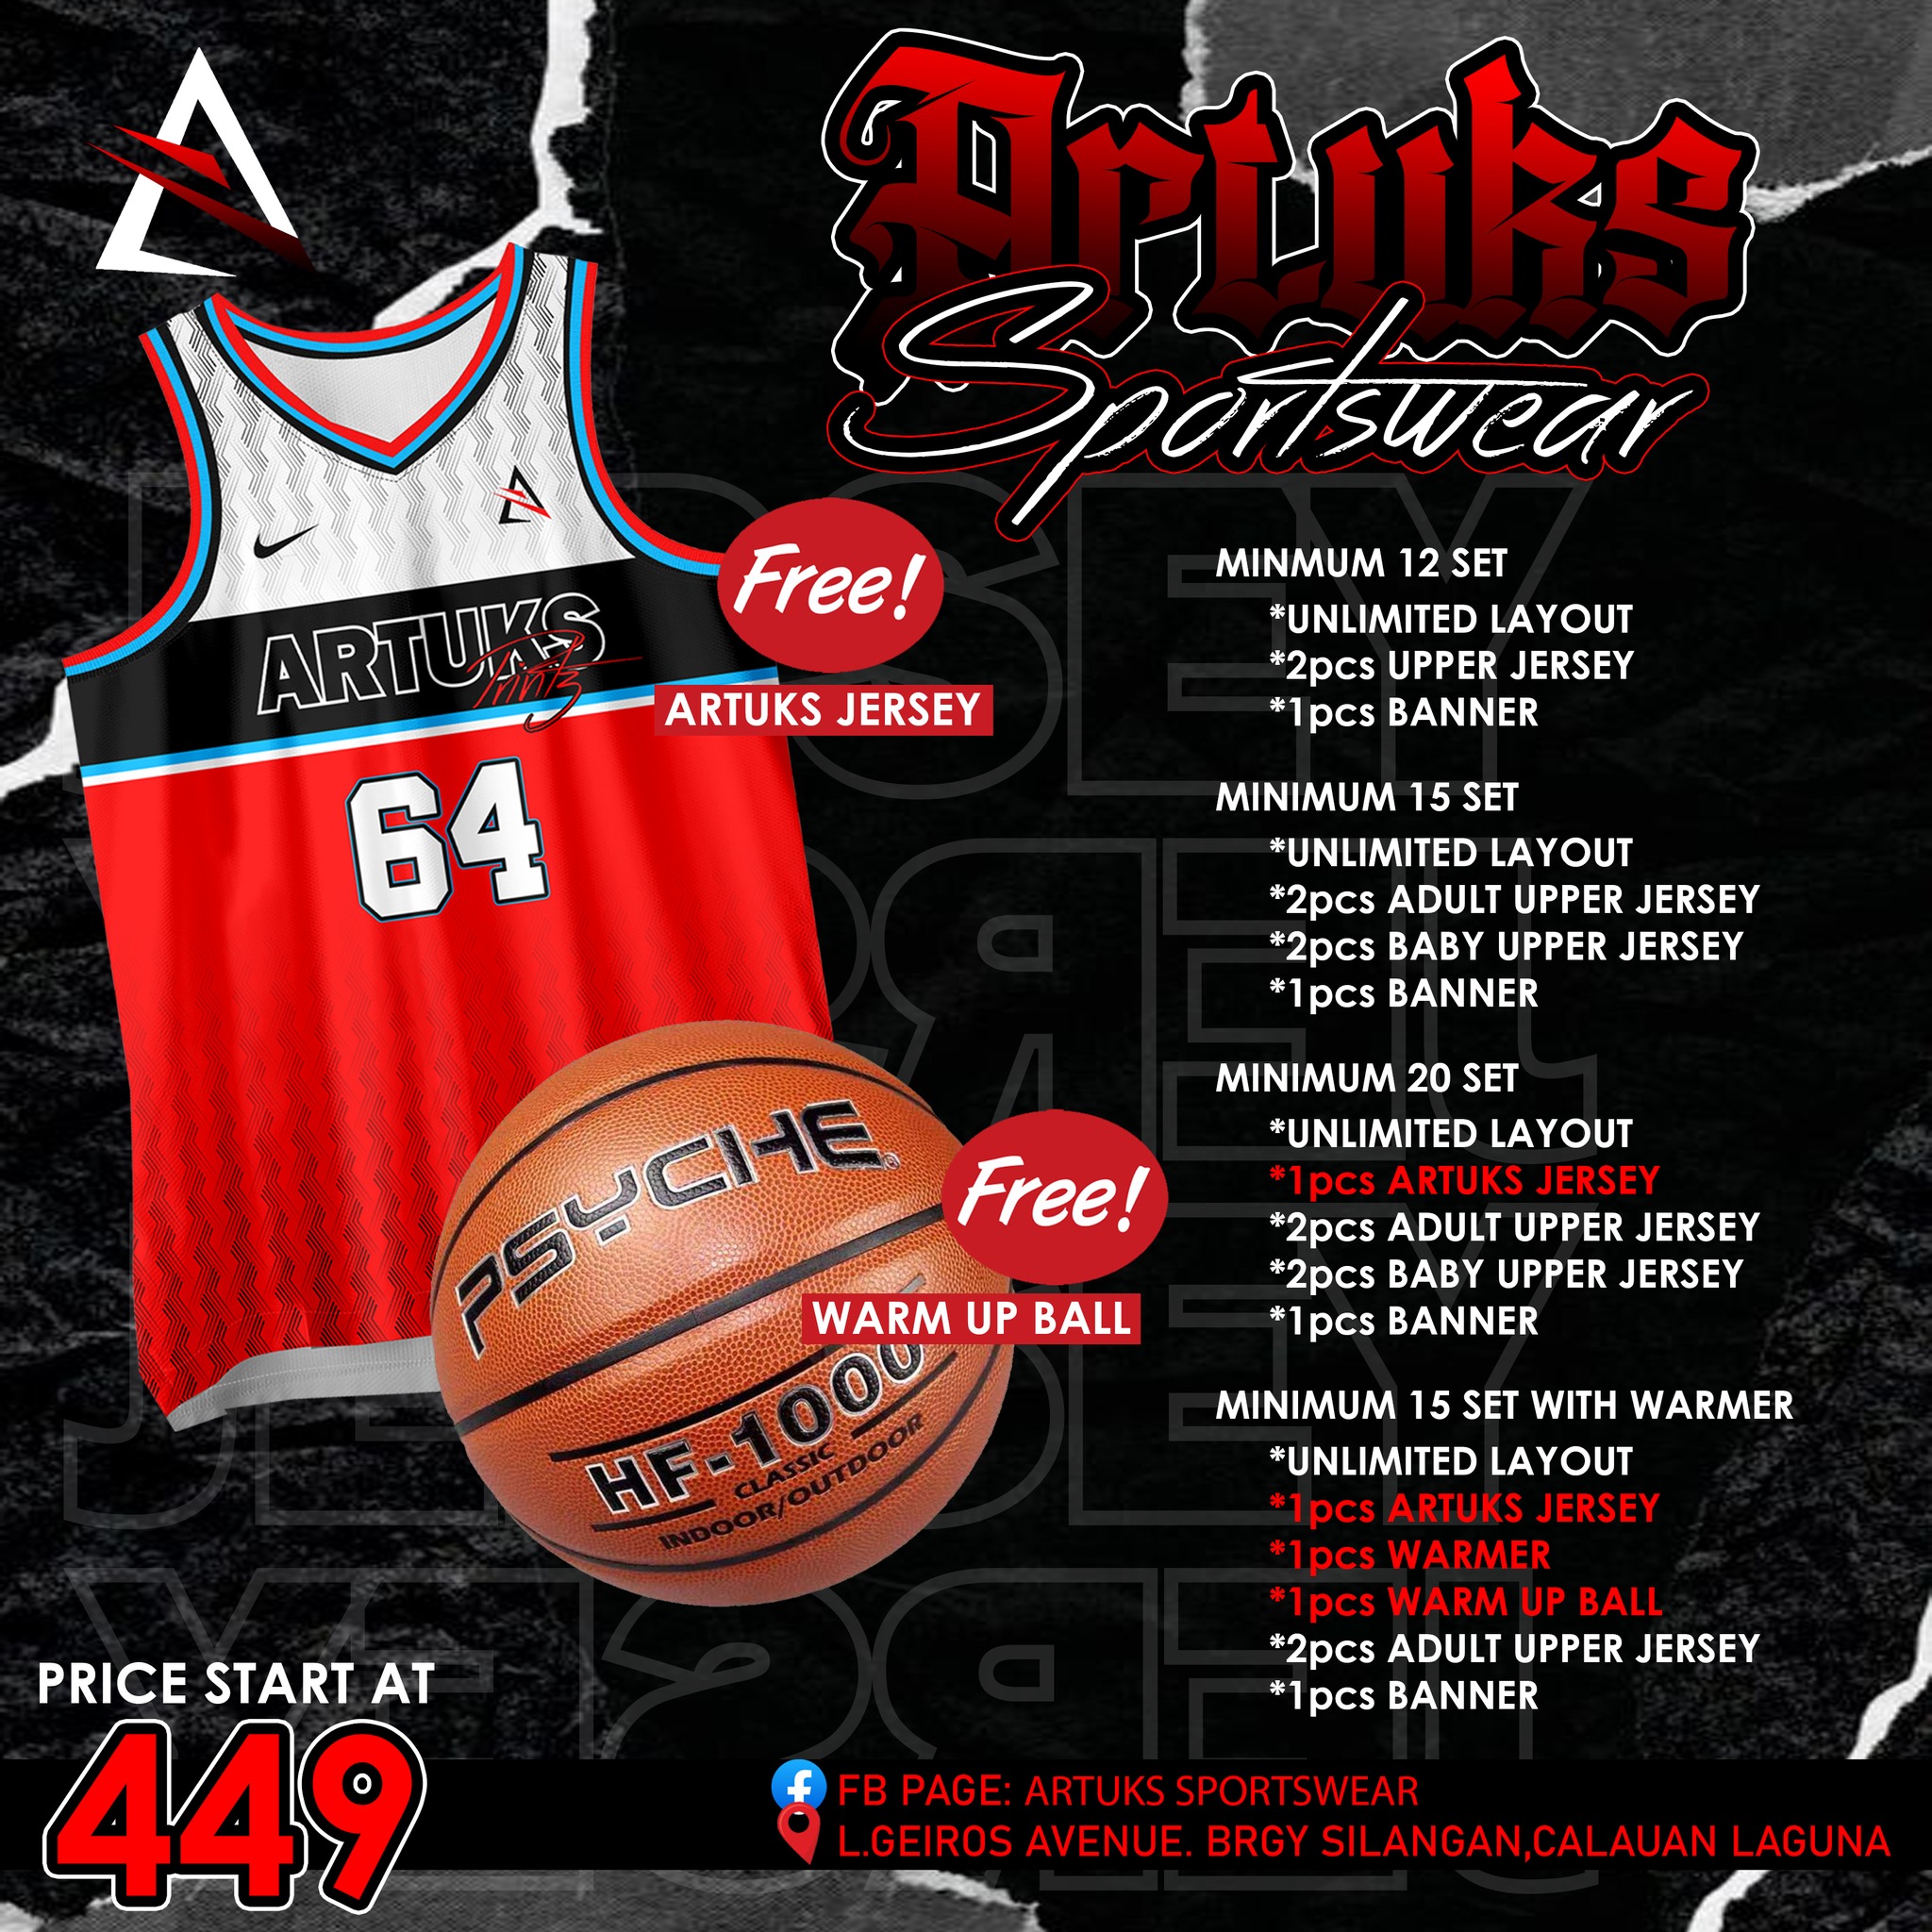 Artuks
Sportswear
Free!
ARTUKS JERSEY
ARTUKS
Printz
64
MINMUM 12 SET
*UNLIMITED LAYOUT
*2pcs UPPER JERSEY
*1pcs BANNER
MINIMUM 15 SET
*UNLIMITED LAYOUT
*2pcs ADULT UPPER JERSEY
*2pcs BABY UPPER JERSEY
*1pcs BANNER
MINIMUM 20 SET
*UNLIMITED LAYOUT
*1pcs ARTUKS JERSEY
*2pcs ADULT UPPER JERSEY
*2pcs BABY UPPER JERSEY
*1pcs BANNER
MINIMUM 15 SET WITH WARMER
*UNLIMITED LAYOUT
*1pcs ARTUKS JERSEY
*1pcs WARMER
*1pcs WARM UP BALL
*2pcs ADULT UPPER JERSEY
*1pcs BANNER
PSYCHE®
Free!
WARM UP BALL
HF-1000
CLASSIC
INDOOR/OUTDOOR
JERSEY
JERSEY
JERSEY
JERSEY
PRICE START AT
449
FB PAGE: ARTUKS SPORTSWEAR
L.GEIROS AVENUE. BRGY SILANGAN,CALAUAN LAGUNA